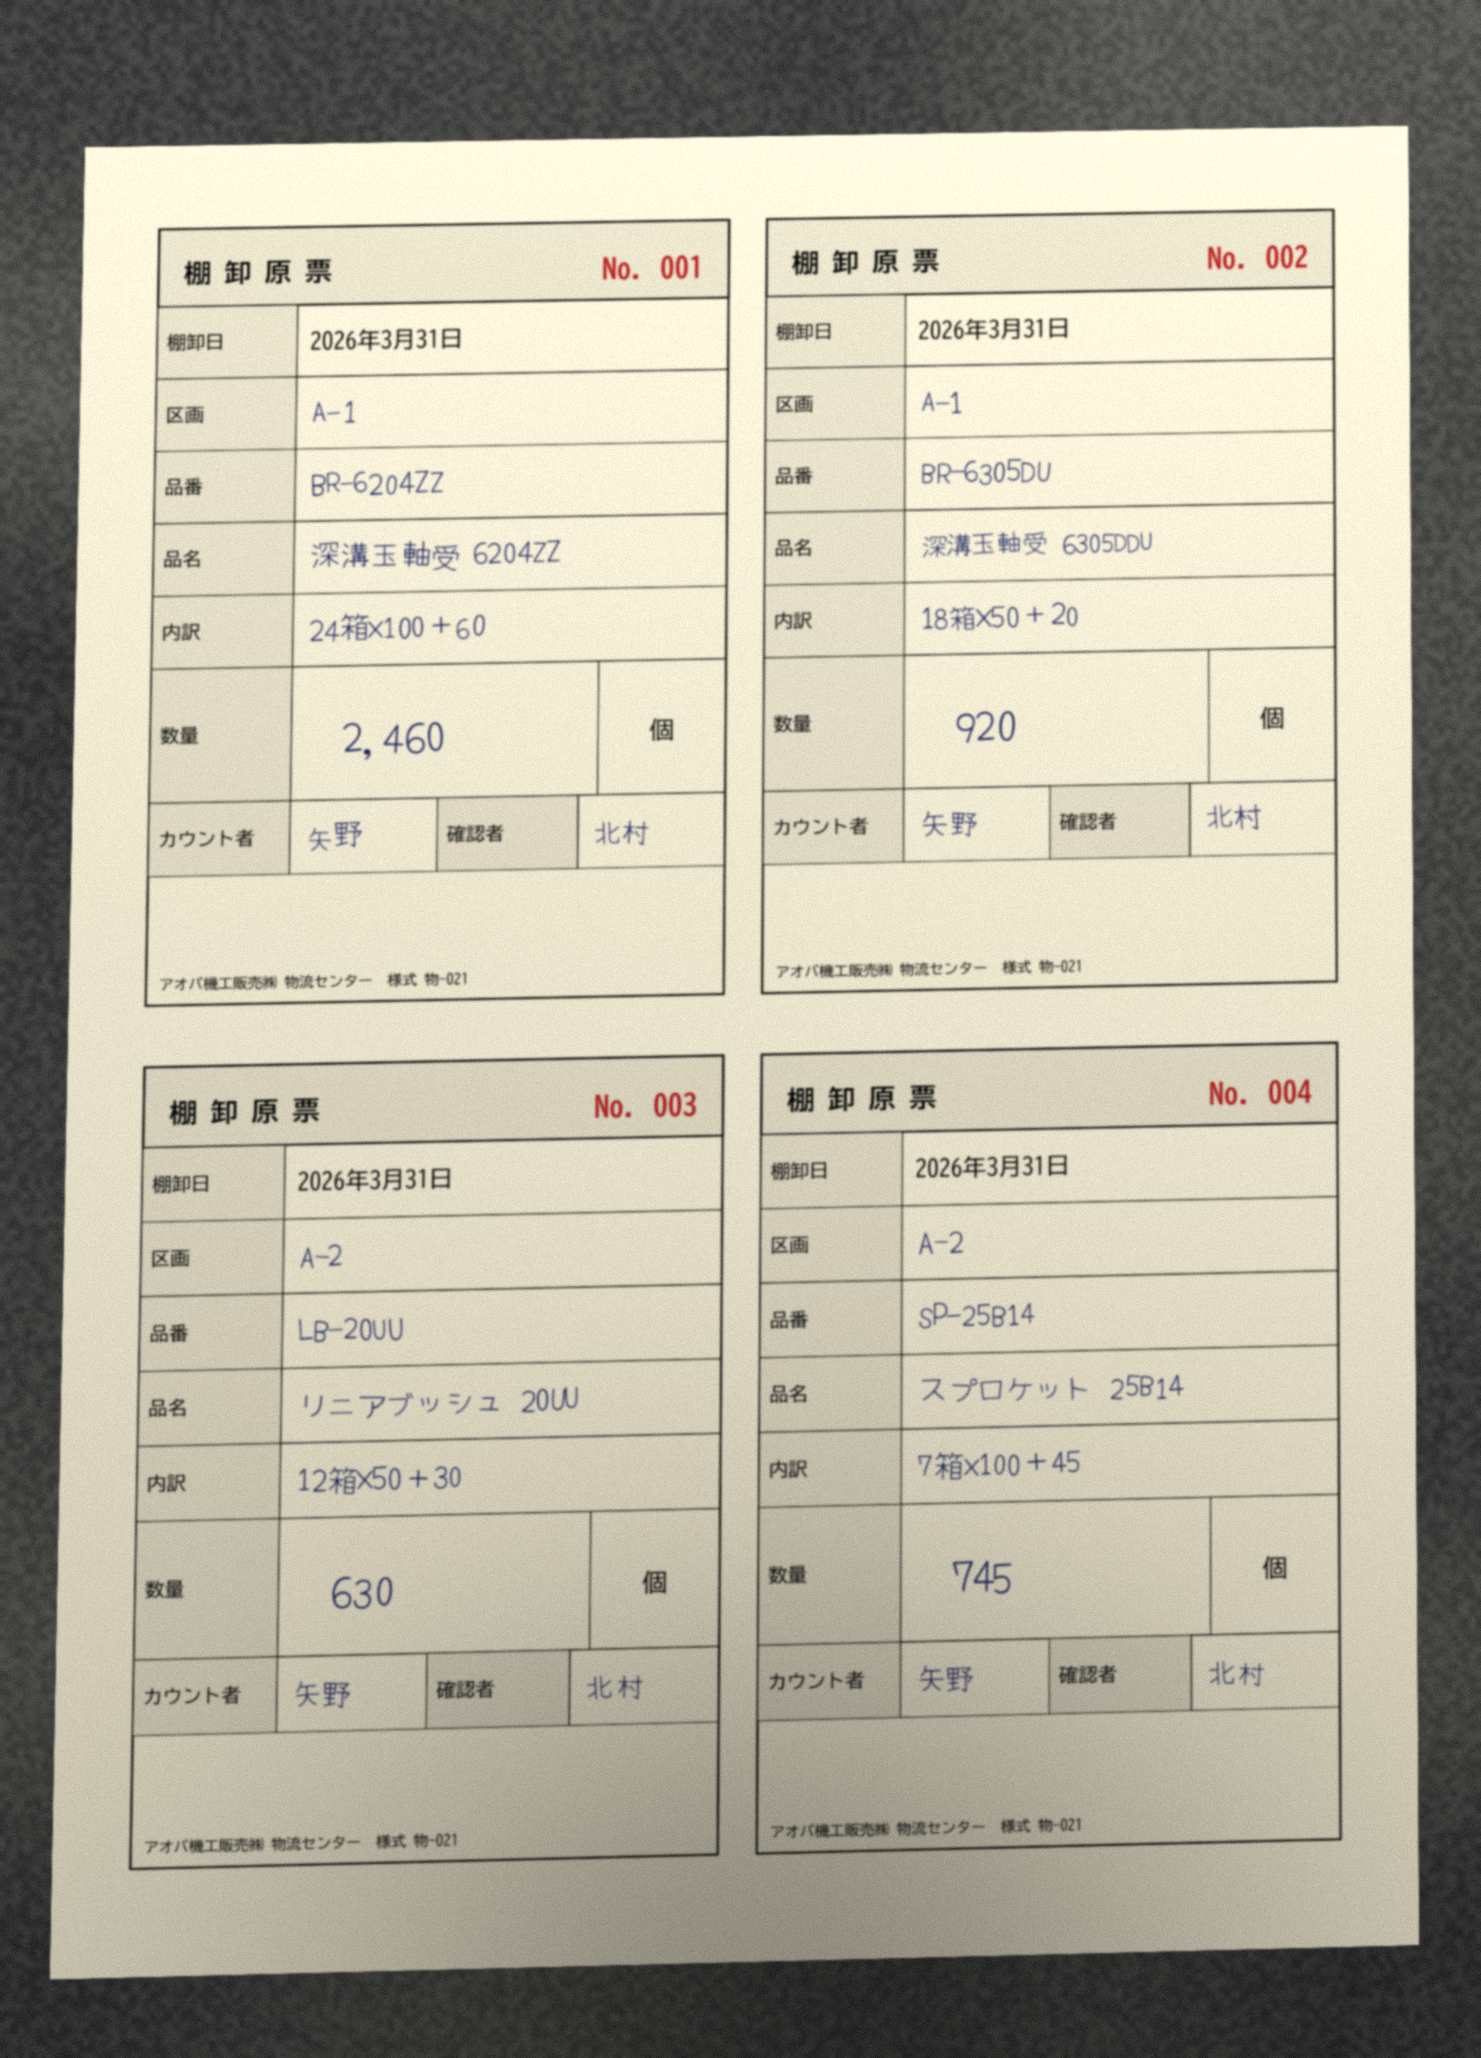 棚卸原票 No. 001
棚卸日 2026年3月31日
区画 A-1
品番 BR-6204ZZ
品名 深溝玉軸受 6204ZZ
内訳 24箱×100+60
数量 2,460 個
カウント者 矢野 確認者 北村
アオバ機工販売㈱ 物流センター 様式 物-021
棚卸原票 No. 002
棚卸日 2026年3月31日
区画 A-1
品番 BR-6305DU
品名 深溝玉軸受 6305DDU
内訳 18箱×50+20
数量 920 個
カウント者 矢野 確認者 北村
アオバ機工販売㈱ 物流センター 様式 物-021
棚卸原票 No. 003
棚卸日 2026年3月31日
区画 A-2
品番 LB-20UU
品名 リニアブッシュ 20UU
内訳 12箱×50+30
数量 630 個
カウント者 矢野 確認者 北村
アオバ機工販売㈱ 物流センター 様式 物-021
棚卸原票 No. 004
棚卸日 2026年3月31日
区画 A-2
品番 SP-25B14
品名 スプロケット 25B14
内訳 7箱×100+45
数量 745 個
カウント者 矢野 確認者 北村
アオバ機工販売㈱ 物流センター 様式 物-021